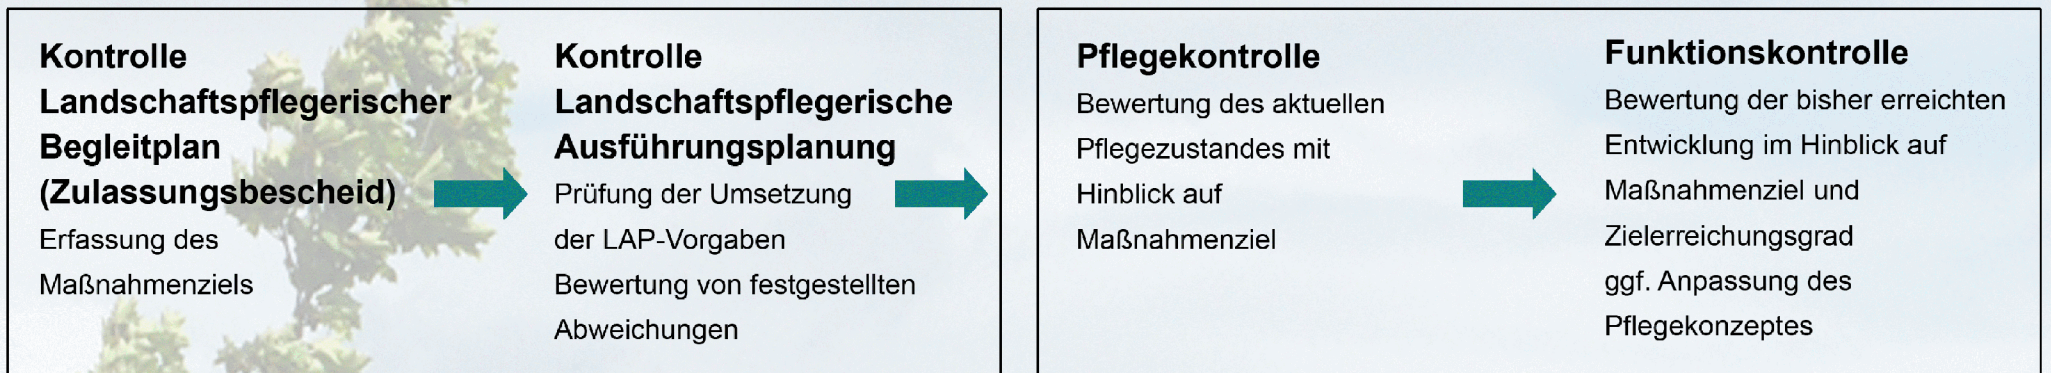 Kontrolle
Landschaftspflegerischer
Begleitplan
(Zulassungsbescheid)
Erfassung des
Maßnahmenziels
Kontrolle
Landschaftspflegerische
Ausführungsplanung
Prüfung der Umsetzung
der LAP-Vorgaben
Bewertung von festgestellten
Abweichungen
Pflegekontrolle
Bewertung des aktuellen
Pflegezustandes mit
Hinblick auf
Maßnahmenziel
Funktionskontrolle
Bewertung der bisher erreichten
Entwicklung im Hinblick auf
Maßnahmenziel und
Zielerreichungsgrad
ggf. Anpassung des
Pflegekonzeptes